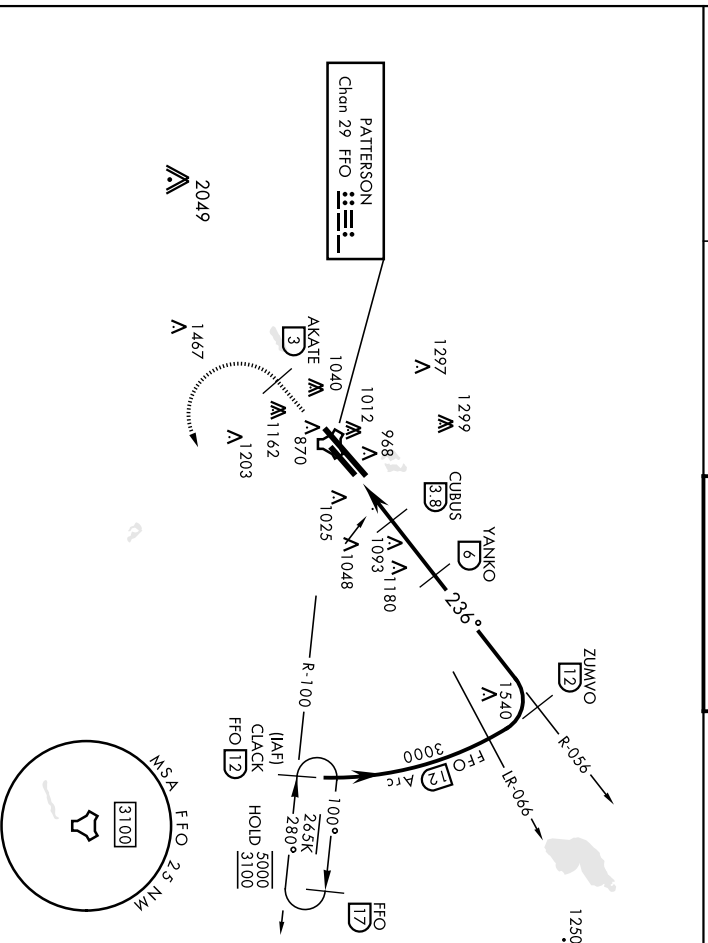 PATTERSON
Chan 29 FFO
2049
1467
AKATE
3
1040
1012
968
1297
1299
870
1162
1203
CUBUS
3.8
1025
1048
1093
1180
YANKO
6
236°
ZUMVO
12
1540
R-056
LR-066
3000
FFO 12 Arc
R-100
(IAF)
CLACK
FFO 12
100°
265K
280°
HOLD 5000
3100
FFO
17
1250
MSA FFO 25 NM
3100